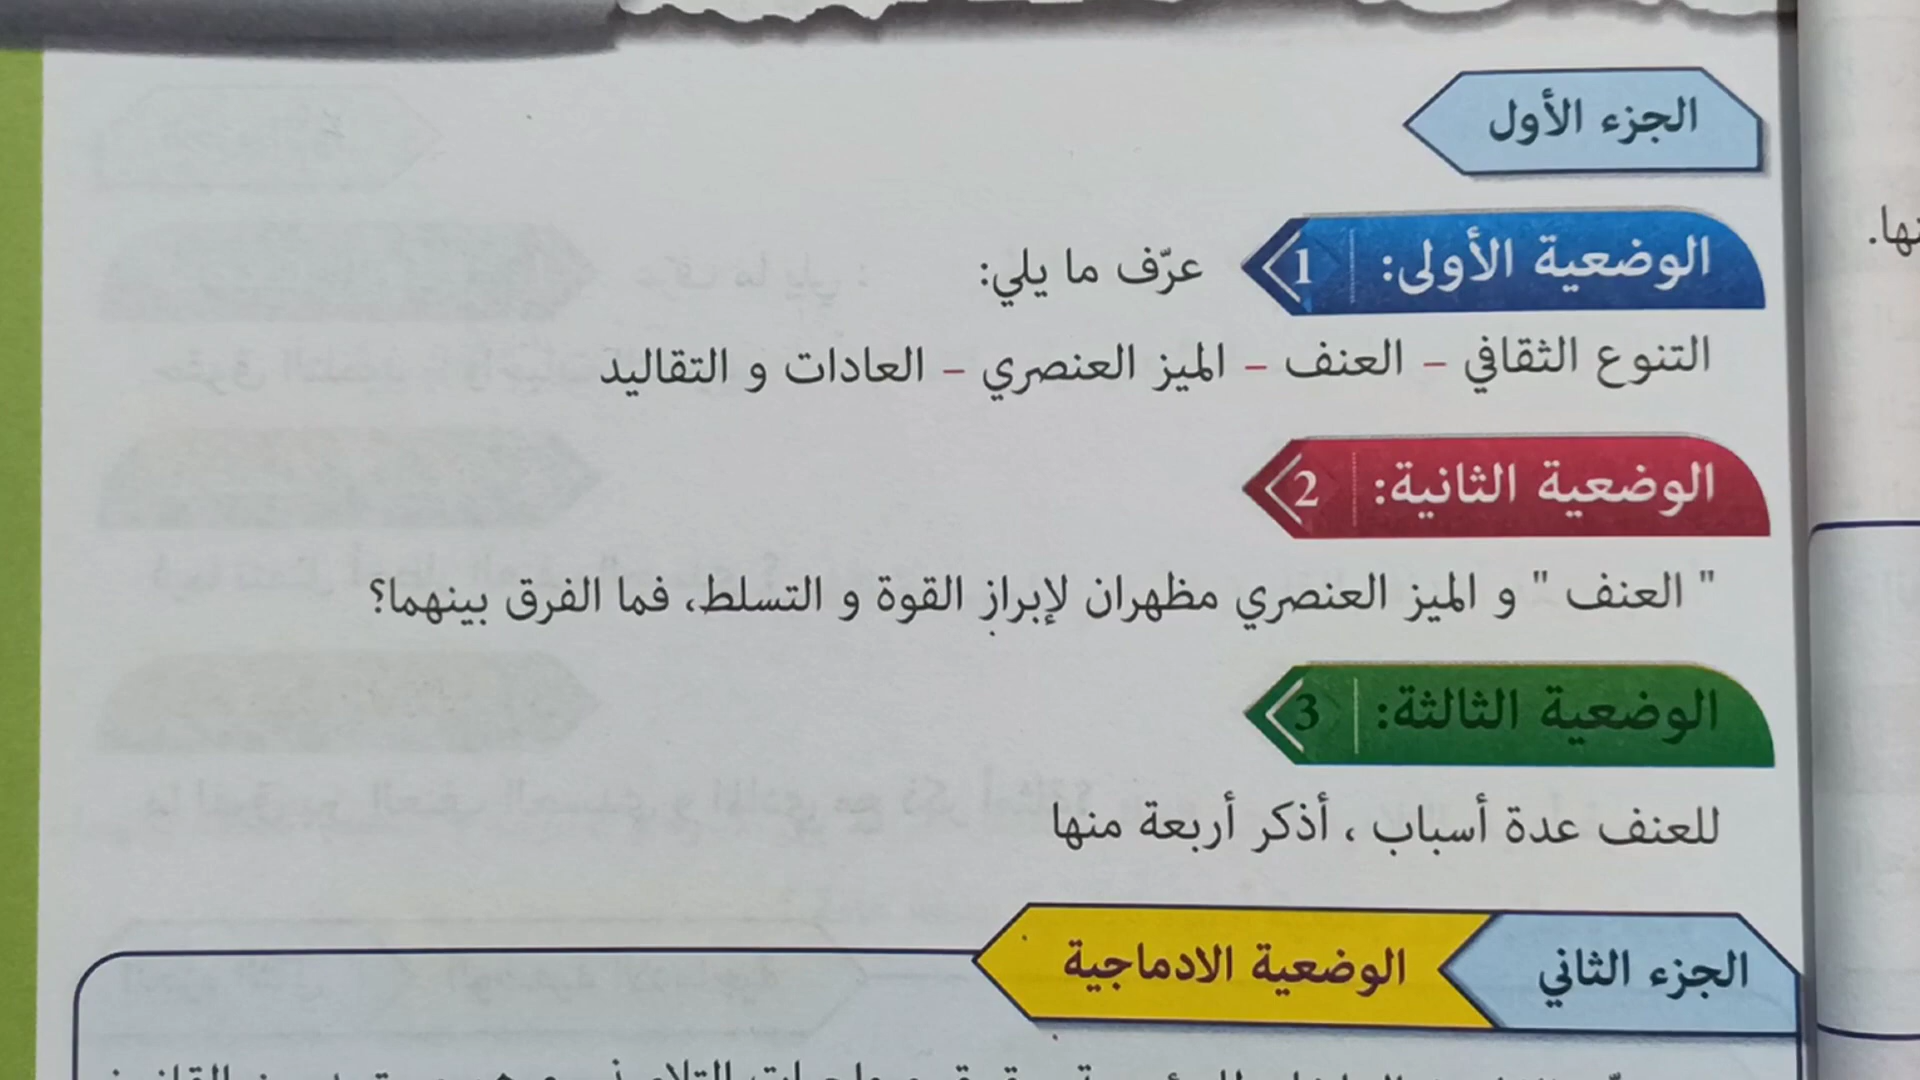 الجزء الأول
الوضعية الأولى: 1 عرّف ما يلي:
التنوع الثقافي – العنف – الميز العنصري – العادات و التقاليد
الوضعية الثانية: 2
" العنف " و الميز العنصري مظهران لإبراز القوة و التسلط، فما الفرق بينهما؟
الوضعية الثالثة: 3
للعنف عدة أسباب ، أذكر أربعة منها
الجزء الثاني الوضعية الادماجية